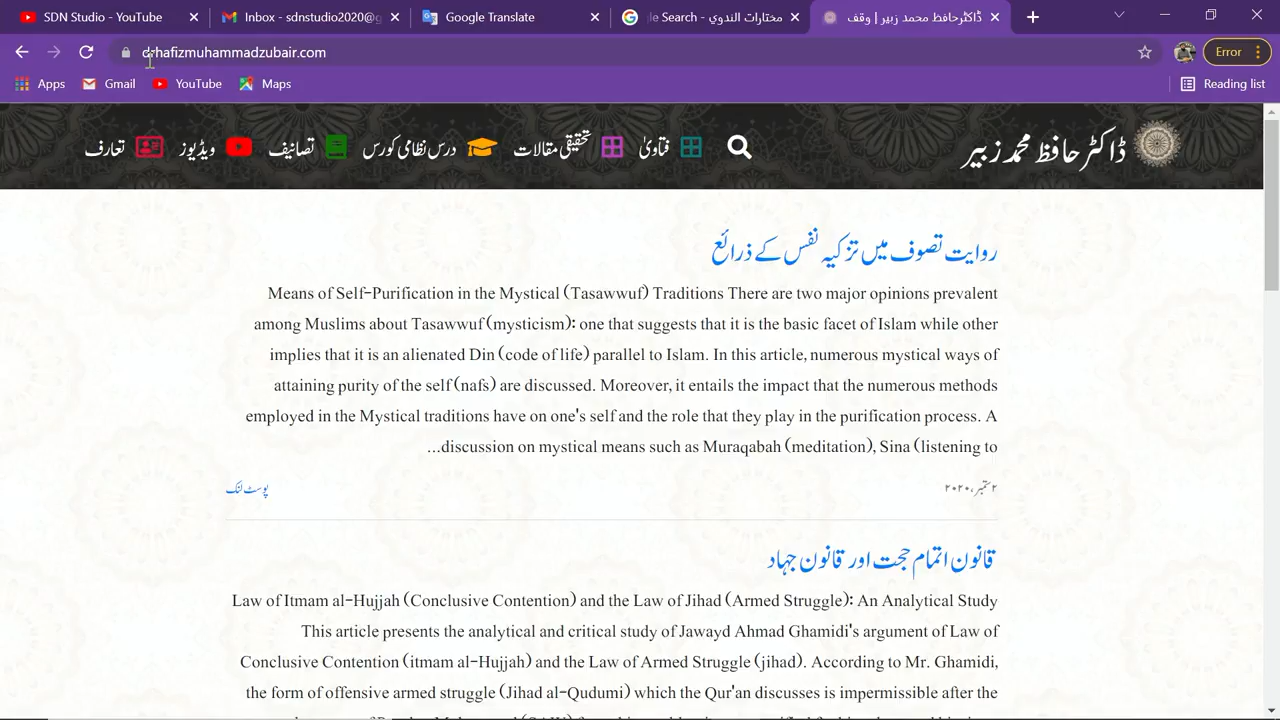 SDN Studio - YouTube
Inbox - sdnstudio2020@g
Google Translate
مختارات الندوي - le Search
ڈاکٹرحافظ محمد زبیر | وقف
drhafizmuhammadzubair.com
Error
Apps
Gmail
YouTube
Maps
Reading list
ڈاکٹر حافظ محمد زبیر
فتاویٰ
تحقیقی مقالات
درس نظامی کورس
تصانیف
ویڈیوز
تعارف
روایت تصوف میں تزکیہ نفس کے ذرائع
Means of Self-Purification in the Mystical (Tasawwuf) Traditions There are two major opinions prevalent
among Muslims about Tasawwuf (mysticism): one that suggests that it is the basic facet of Islam while other
implies that it is an alienated Din (code of life) parallel to Islam. In this article, numerous mystical ways of
attaining purity of the self (nafs) are discussed. Moreover, it entails the impact that the numerous methods
employed in the Mystical traditions have on one's self and the role that they play in the purification process. A
...discussion on mystical means such as Muraqabah (meditation), Sina (listening to
۲ ستمبر، ۲۰۲۰
پوسٹ لنک
قانون اتمام حجت اور قانون جہاد
Law of Itmam al-Hujjah (Conclusive Contention) and the Law of Jihad (Armed Struggle): An Analytical Study
This article presents the analytical and critical study of Jawayd Ahmad Ghamidi's argument of Law of
Conclusive Contention (itmam al-Hujjah) and the Law of Armed Struggle (jihad). According to Mr. Ghamidi,
the form of offensive armed struggle (Jihad al-Qudumi) which the Qur'an discusses is impermissible after the